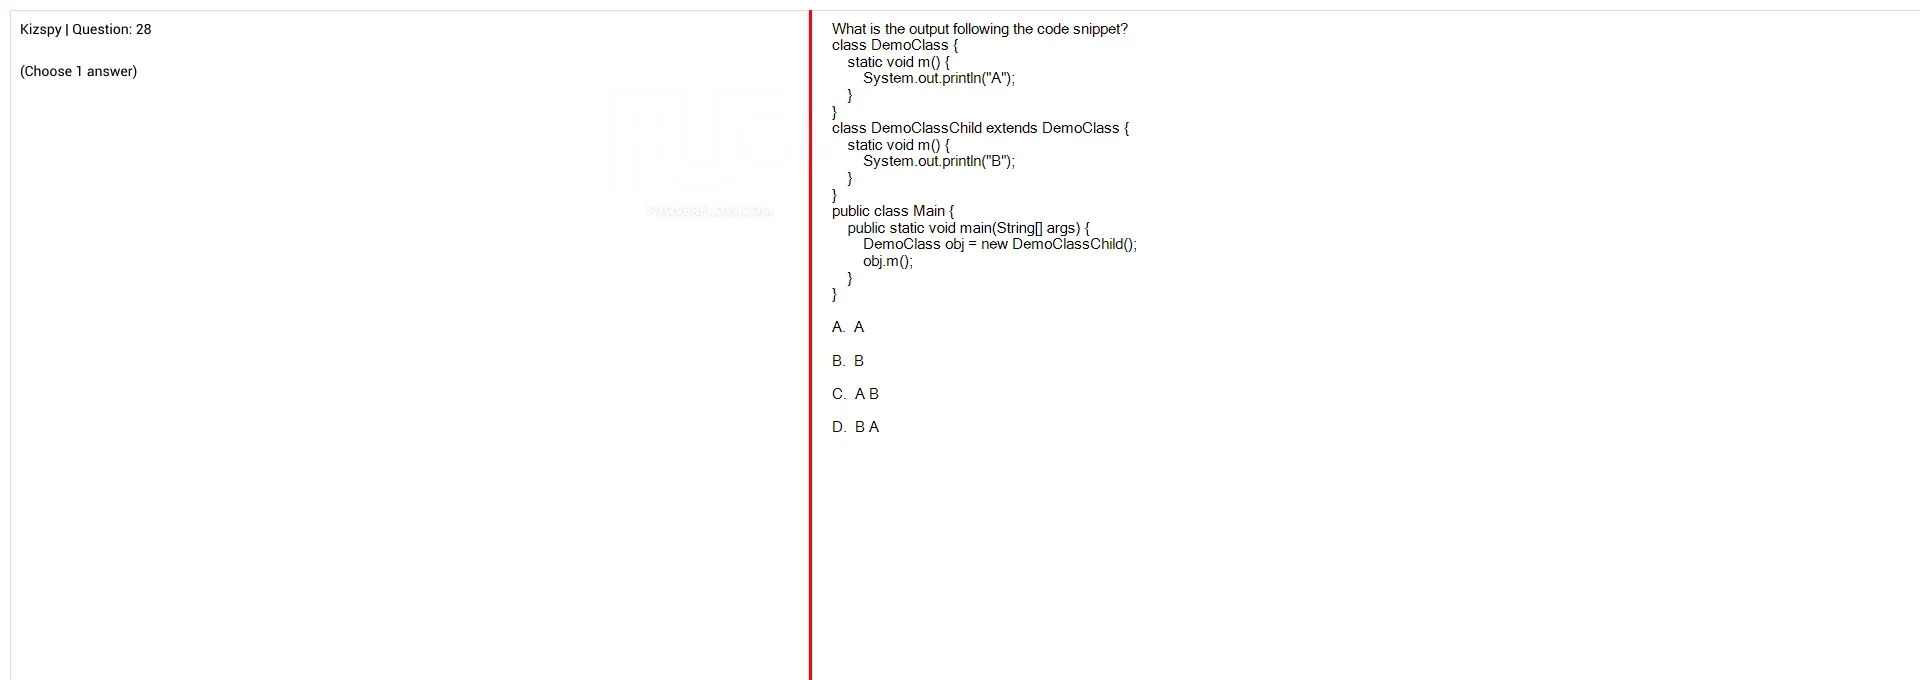 Kizspy | Question: 28
(Choose 1 answer)
FUOVERFLOW.COM
What is the output following the code snippet?
class DemoClass {
static void m() {
System.out.println("A");
}
}
class DemoClassChild extends DemoClass {
static void m() {
System.out.println("B");
}
}
public class Main {
public static void main(String[] args) {
DemoClass obj = new DemoClassChild();
obj.m();
}
}
A. A
B. B
C. A B
D. B A